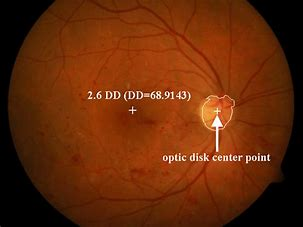 2.6 DD (DD=68.9143)
optic disk center point